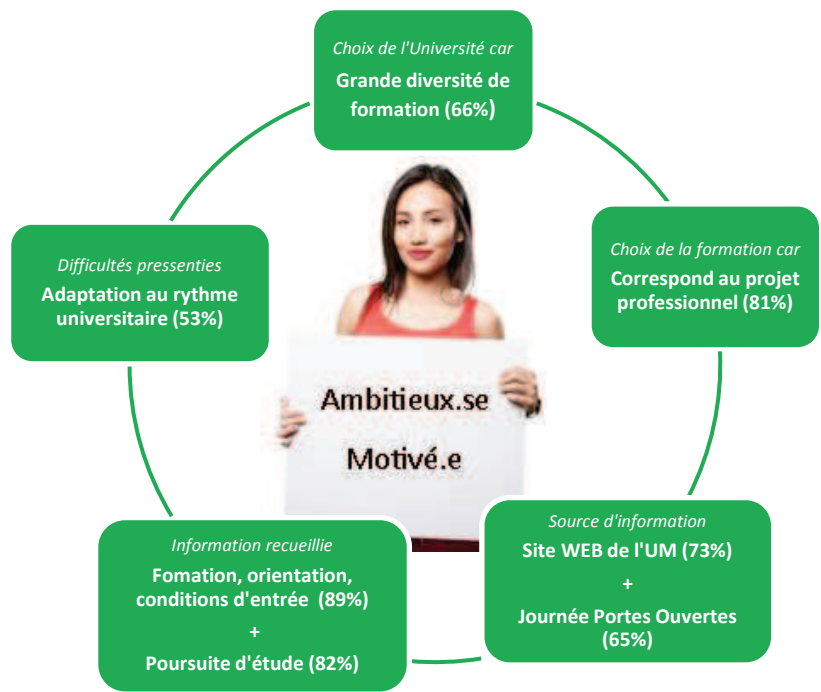 Choix de l'Université car
Grande diversité de
formation (66%)
Choix de la formation car
Correspond au projet
professionnel (81%)
Source d'information
Site WEB de l'UM (73%)
+
Journée Portes Ouvertes
(65%)
Information recueillie
Fomation, orientation,
conditions d'entrée (89%)
+
Poursuite d'étude (82%)
Difficultés pressenties
Adaptation au rythme
universitaire (53%)
Ambitieux.se
Motivé.e